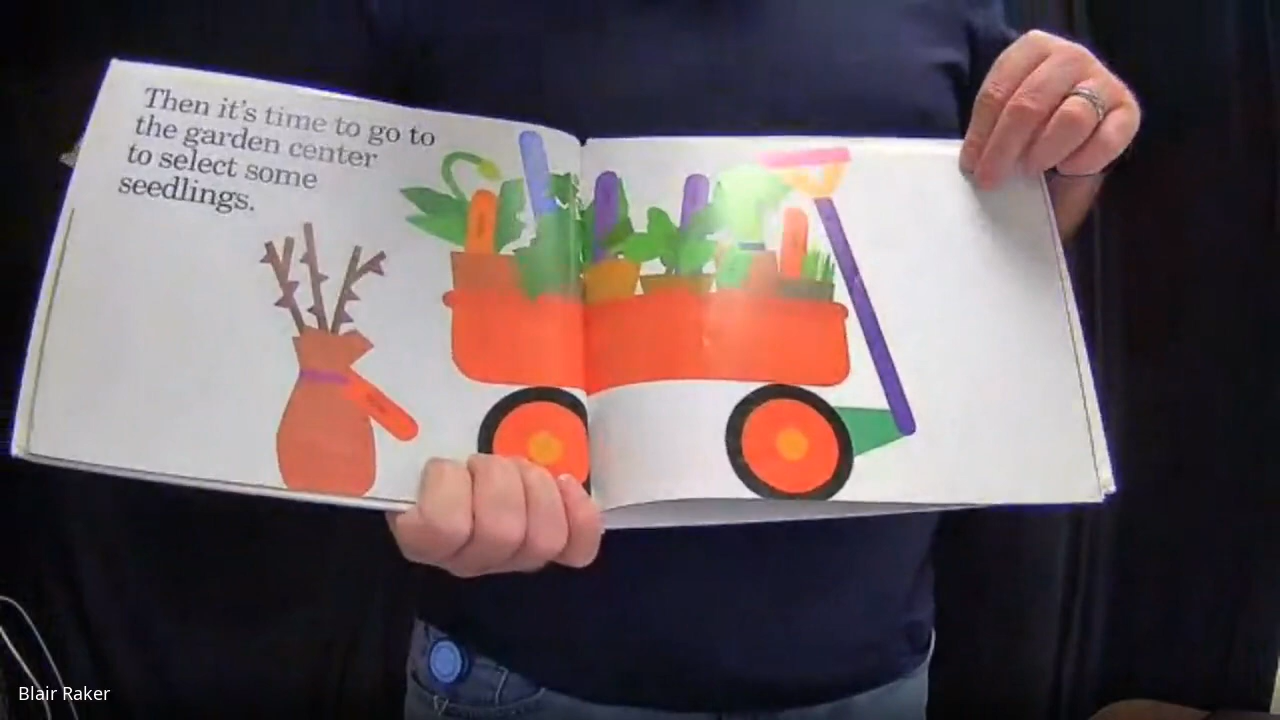 Then it's time to go to
the garden center
to select some
seedlings.
Blair Raker